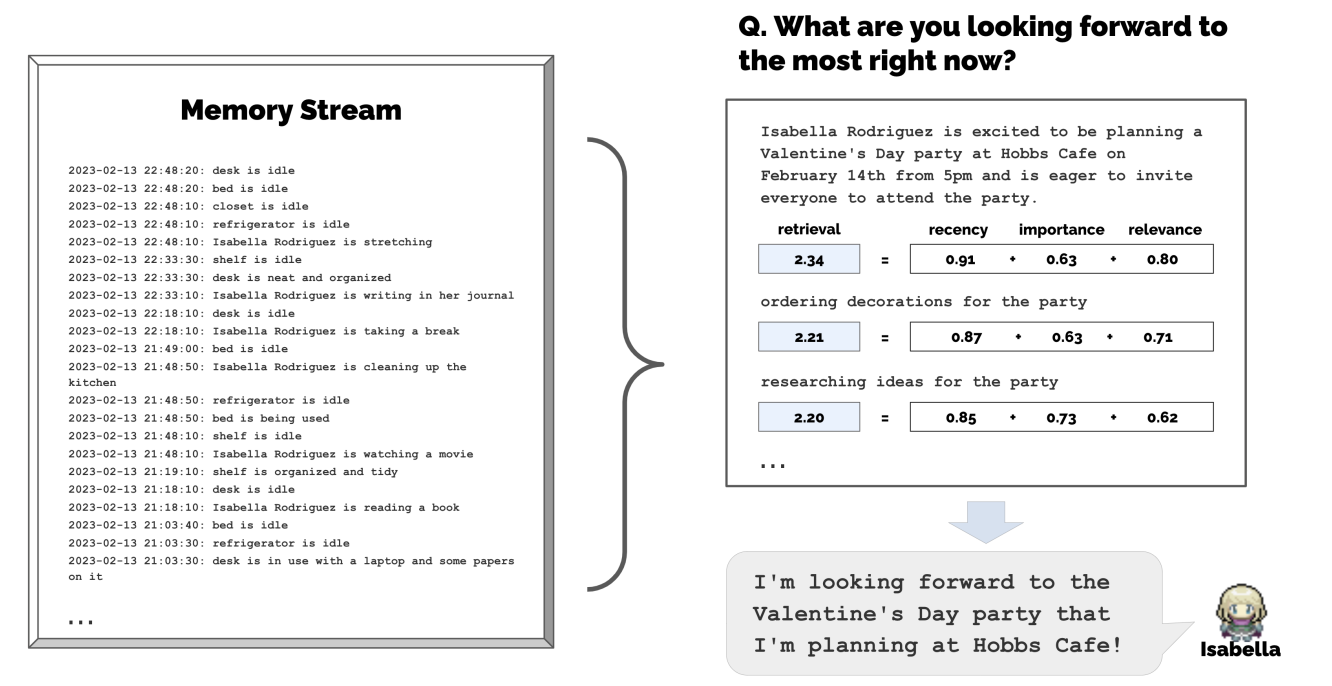 Memory Stream
2023-02-13 22:48:20: desk is idle
2023-02-13 22:48:20: bed is idle
2023-02-13 22:48:10: closet is idle
2023-02-13 22:48:10: refrigerator is idle
2023-02-13 22:48:10: Isabella Rodriguez is stretching
2023-02-13 22:33:30: shelf is idle
2023-02-13 22:33:30: desk is neat and organized
2023-02-13 22:33:10: Isabella Rodriguez is writing in her journal
2023-02-13 22:18:10: desk is idle
2023-02-13 22:18:10: Isabella Rodriguez is taking a break
2023-02-13 21:49:00: bed is idle
2023-02-13 21:48:50: Isabella Rodriguez is cleaning up the
kitchen
2023-02-13 21:48:50: refrigerator is idle
2023-02-13 21:48:50: bed is being used
2023-02-13 21:48:10: shelf is idle
2023-02-13 21:48:10: Isabella Rodriguez is watching a movie
2023-02-13 21:19:10: shelf is organized and tidy
2023-02-13 21:18:10: desk is idle
2023-02-13 21:18:10: Isabella Rodriguez is reading a book
2023-02-13 21:03:40: bed is idle
2023-02-13 21:03:30: refrigerator is idle
2023-02-13 21:03:30: desk is in use with a laptop and some papers
on it
...
Q. What are you looking forward to
the most right now?
Isabella Rodriguez is excited to be planning a
Valentine's Day party at Hobbs Cafe on
February 14th from 5pm and is eager to invite
everyone to attend the party.
retrieval recency importance relevance
2.34 = 0.91 + 0.63 + 0.80
ordering decorations for the party
2.21 = 0.87 + 0.63 + 0.71
researching ideas for the party
2.20 = 0.85 + 0.73 + 0.62
...
I'm looking forward to the
Valentine's Day party that
I'm planning at Hobbs Cafe!
Isabella